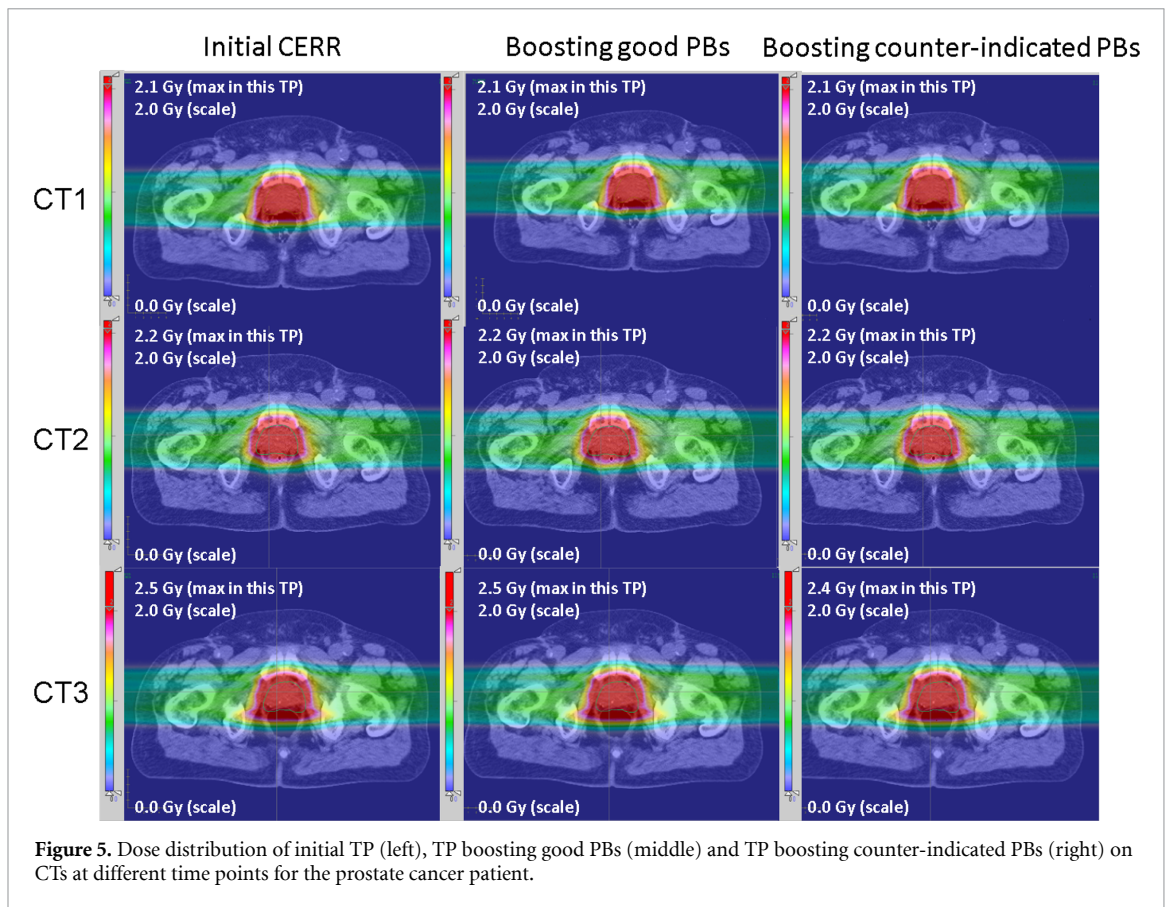 Initial CERR
Boosting good PBs
Boosting counter-indicated PBs
CT1
2.1 Gy (max in this TP)
2.0 Gy (scale)
0.0 Gy (scale)
2.1 Gy (max in this TP)
2.0 Gy (scale)
0.0 Gy (scale)
2.1 Gy (max in this TP)
2.0 Gy (scale)
0.0 Gy (scale)
CT2
2.2 Gy (max in this TP)
2.0 Gy (scale)
0.0 Gy (scale)
2.2 Gy (max in this TP)
2.0 Gy (scale)
0.0 Gy (scale)
2.2 Gy (max in this TP)
2.0 Gy (scale)
0.0 Gy (scale)
CT3
2.5 Gy (max in this TP)
2.0 Gy (scale)
0.0 Gy (scale)
2.5 Gy (max in this TP)
2.0 Gy (scale)
0.0 Gy (scale)
2.4 Gy (max in this TP)
2.0 Gy (scale)
0.0 Gy (scale)
Figure 5. Dose distribution of initial TP (left), TP boosting good PBs (middle) and TP boosting counter-indicated PBs (right) on
CTs at different time points for the prostate cancer patient.